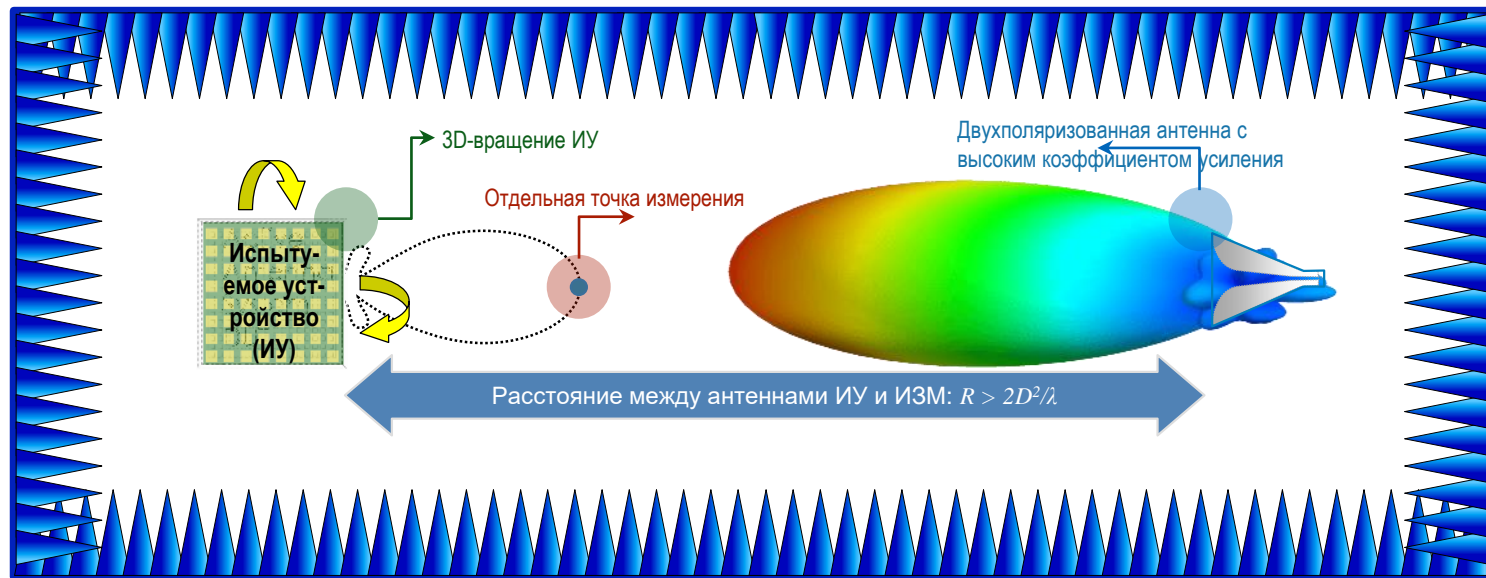 Двухполяризованная антенна с
высоким коэффициентом усиления
3D-вращение ИУ
Отдельная точка измерения
Испыту-
емое уст-
ройство
(ИУ)
Расстояние между антеннами ИУ и ИЗМ: R > 2D²/λ